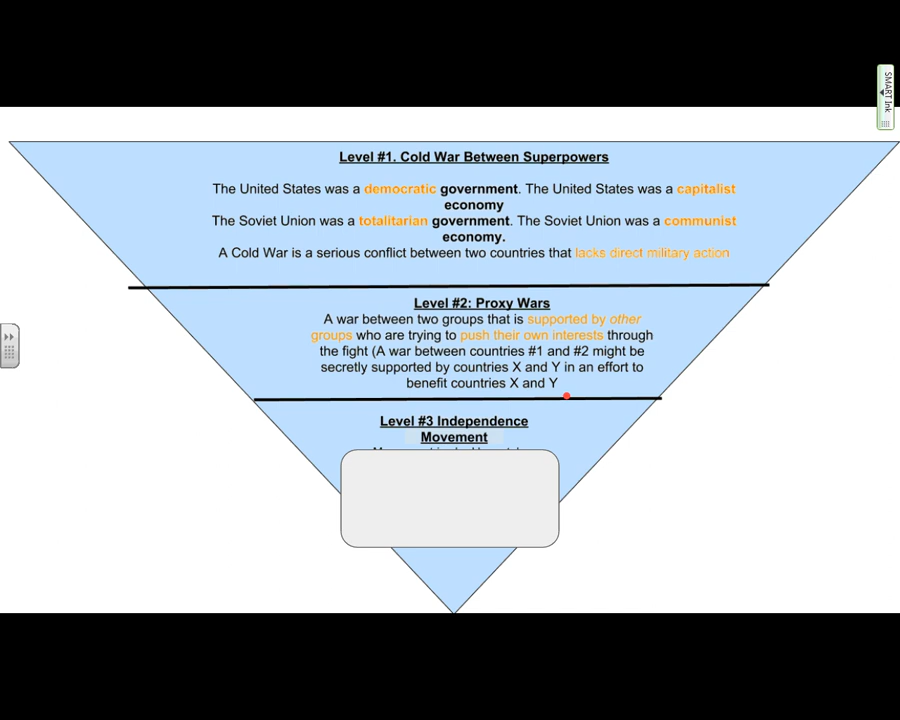 SMART Ink
Level #1. Cold War Between Superpowers
The United States was a democratic government. The United States was a capitalist
economy
The Soviet Union was a totalitarian government. The Soviet Union was a communist
economy.
A Cold War is a serious conflict between two countries that lacks direct military action
Level #2: Proxy Wars
A war between two groups that is supported by other
groups who are trying to push their own interests through
the fight (A war between countries #1 and #2 might be
secretly supported by countries X and Y in an effort to
benefit countries X and Y
Level #3 Independence
Movement